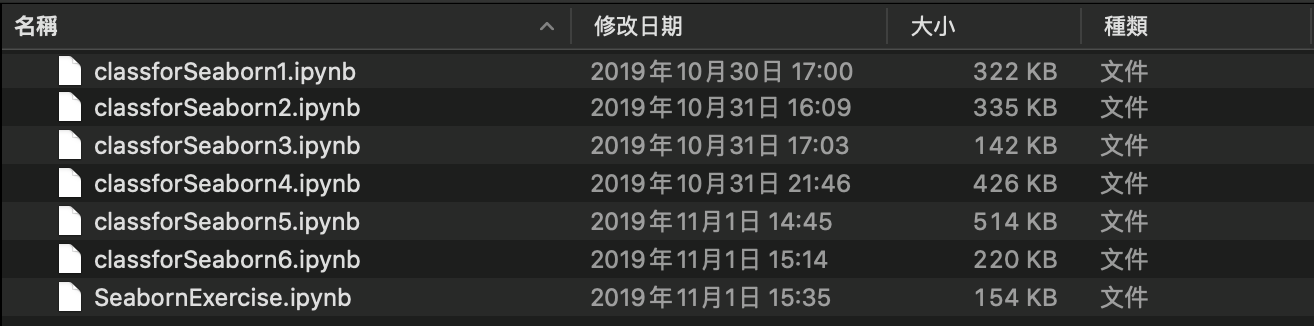 名稱 修改日期 大小 種類
classforSeaborn1.ipynb 2019年10月30日 17:00 322 KB 文件
classforSeaborn2.ipynb 2019年10月31日 16:09 335 KB 文件
classforSeaborn3.ipynb 2019年10月31日 17:03 142 KB 文件
classforSeaborn4.ipynb 2019年10月31日 21:46 426 KB 文件
classforSeaborn5.ipynb 2019年11月1日 14:45 514 KB 文件
classforSeaborn6.ipynb 2019年11月1日 15:14 220 KB 文件
SeabornExercise.ipynb 2019年11月1日 15:35 154 KB 文件